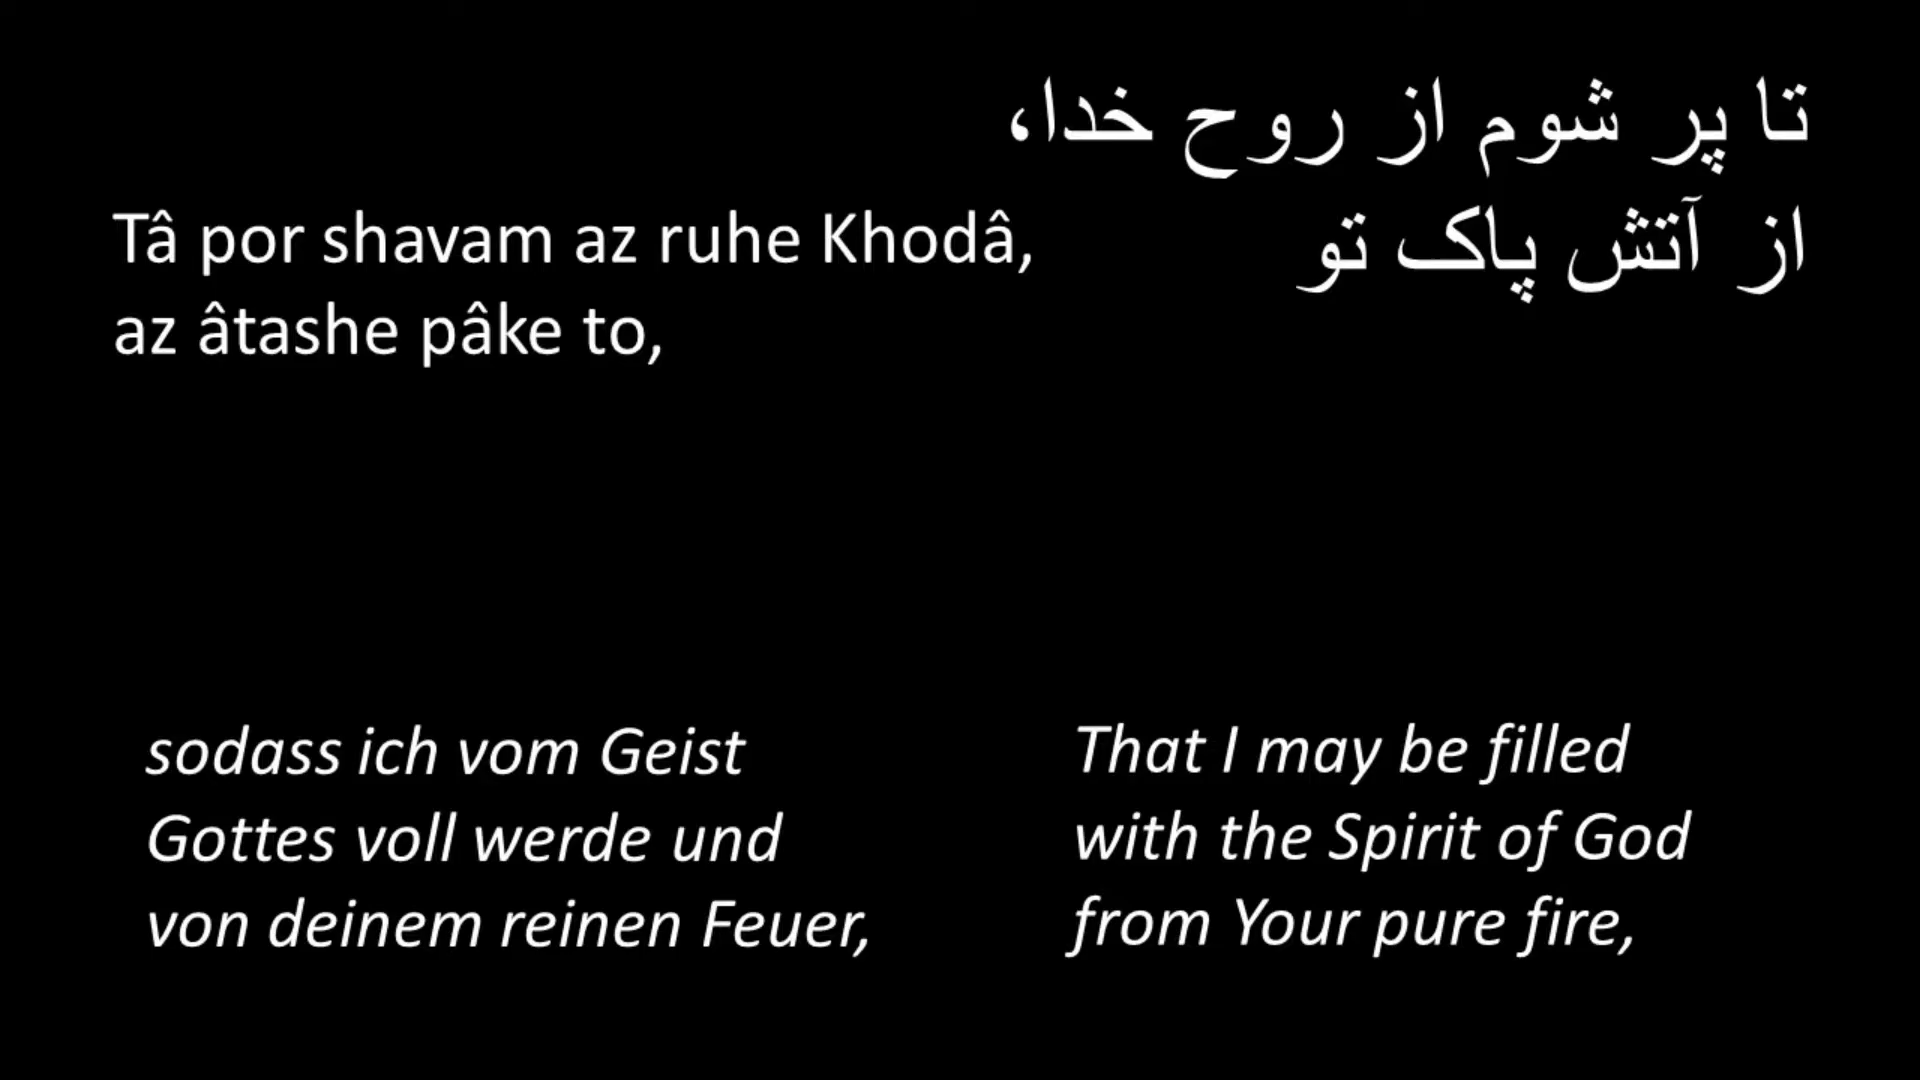 تا پر شوم از روح خدا،
از آتش پاک تو
Tâ por shavam az ruhe Khodâ,
az âtashe pâke to,
sodass ich vom Geist
Gottes voll werde und
von deinem reinen Feuer,
That I may be filled
with the Spirit of God
from Your pure fire,